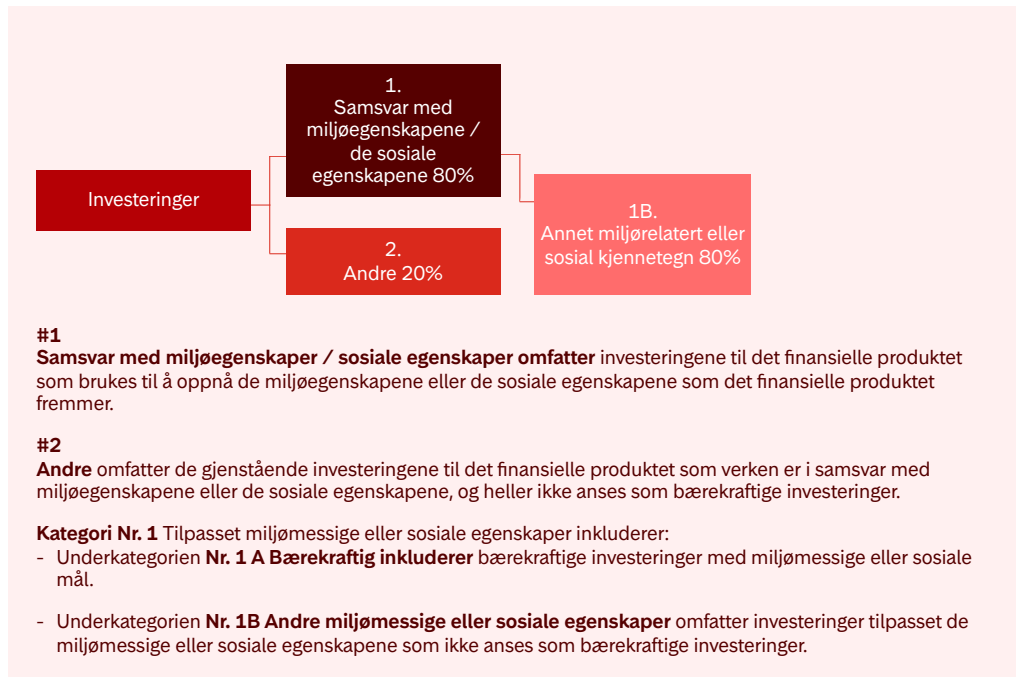 1.
Samsvar med
miljøegenskapene /
de sosiale
egenskapene 80%
Investeringer
1B.
Annet miljørelatert eller
sosial kjennetegn 80%
2.
Andre 20%
#1
Samsvar med miljøegenskaper / sosiale egenskaper omfatter investeringene til det finansielle produktet
som brukes til å oppnå de miljøegenskapene eller de sosiale egenskapene som det finansielle produktet
fremmer.
#2
Andre omfatter de gjenstående investeringene til det finansielle produktet som verken er i samsvar med
miljøegenskapene eller de sosiale egenskapene, og heller ikke anses som bærekraftige investeringer.
Kategori Nr. 1 Tilpasset miljømessige eller sosiale egenskaper inkluderer:
- Underkategorien Nr. 1 A Bærekraftig inkluderer bærekraftige investeringer med miljømessige eller sosiale
mål.
- Underkategorien Nr. 1B Andre miljømessige eller sosiale egenskaper omfatter investeringer tilpasset de
miljømessige eller sosiale egenskapene som ikke anses som bærekraftige investeringer.